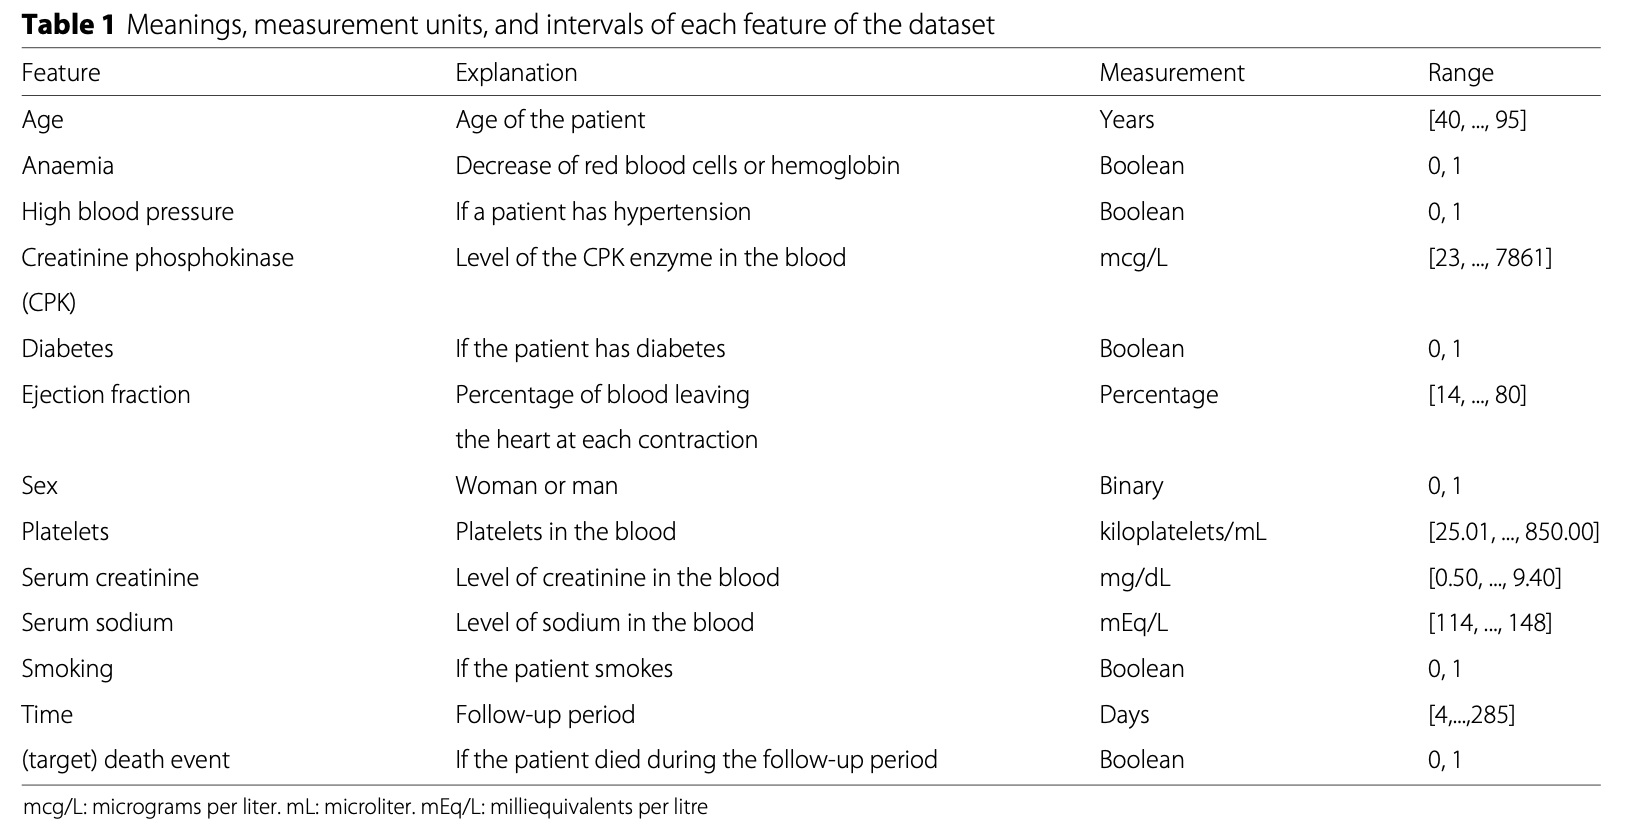 Table 1 Meanings, measurement units, and intervals of each feature of the dataset
Feature Explanation Measurement Range
Age Age of the patient Years [40, ..., 95]
Anaemia Decrease of red blood cells or hemoglobin Boolean 0, 1
High blood pressure If a patient has hypertension Boolean 0, 1
Creatinine phosphokinase Level of the CPK enzyme in the blood mcg/L [23, ..., 7861]
(CPK)
Diabetes If the patient has diabetes Boolean 0, 1
Ejection fraction Percentage of blood leaving Percentage [14, ..., 80]
the heart at each contraction
Sex Woman or man Binary 0, 1
Platelets Platelets in the blood kiloplatelets/mL [25.01, ..., 850.00]
Serum creatinine Level of creatinine in the blood mg/dL [0.50, ..., 9.40]
Serum sodium Level of sodium in the blood mEq/L [114, ..., 148]
Smoking If the patient smokes Boolean 0, 1
Time Follow-up period Days [4,...,285]
(target) death event If the patient died during the follow-up period Boolean 0, 1
mcg/L: micrograms per liter. mL: microliter. mEq/L: milliequivalents per litre